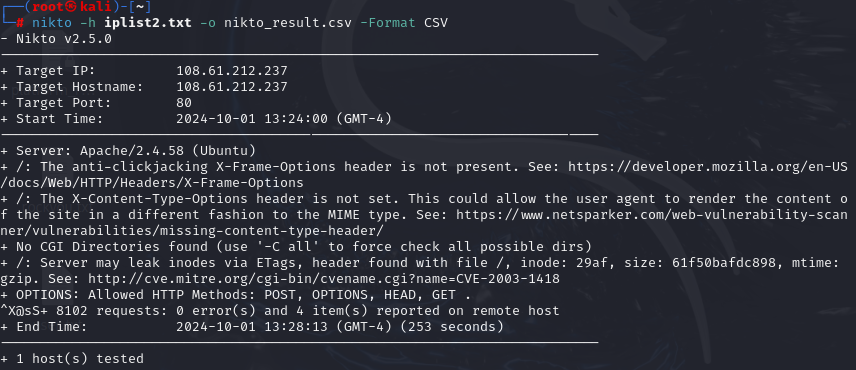 ┌──(root㉿kali)-[~]
└─# nikto -h iplist2.txt -o nikto_result.csv -Format CSV
- Nikto v2.5.0
---------------------------------------------------------------------------
+ Target IP:          108.61.212.237
+ Target Hostname:    108.61.212.237
+ Target Port:        80
+ Start Time:         2024-10-01 13:24:00 (GMT-4)
---------------------------------------------------------------------------
+ Server: Apache/2.4.58 (Ubuntu)
+ /: The anti-clickjacking X-Frame-Options header is not present. See: https://developer.mozilla.org/en-US
/docs/Web/HTTP/Headers/X-Frame-Options
+ /: The X-Content-Type-Options header is not set. This could allow the user agent to render the content o
f the site in a different fashion to the MIME type. See: https://www.netsparker.com/web-vulnerability-scan
ner/vulnerabilities/missing-content-type-header/
+ No CGI Directories found (use '-C all' to force check all possible dirs)
+ /: Server may leak inodes via ETags, header found with file /, inode: 29af, size: 61f50bafdc898, mtime:
gzip. See: http://cve.mitre.org/cgi-bin/cvename.cgi?name=CVE-2003-1418
+ OPTIONS: Allowed HTTP Methods: POST, OPTIONS, HEAD, GET .
^X@sS+ 8102 requests: 0 error(s) and 4 item(s) reported on remote host
+ End Time:           2024-10-01 13:28:13 (GMT-4) (253 seconds)
---------------------------------------------------------------------------
+ 1 host(s) tested